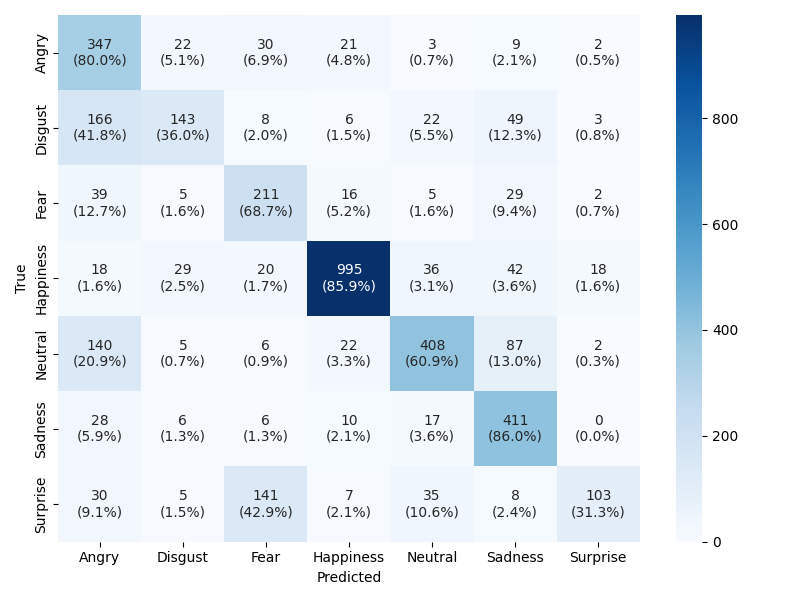 Angry 347 22 30 21 3 9 2
(80.0%) (5.1%) (6.9%) (4.8%) (0.7%) (2.1%) (0.5%)
Disgust 166 143 8 6 22 49 3
(41.8%) (36.0%) (2.0%) (1.5%) (5.5%) (12.3%) (0.8%)
Fear 39 5 211 16 5 29 2
(12.7%) (1.6%) (68.7%) (5.2%) (1.6%) (9.4%) (0.7%)
Happiness 18 29 20 995 36 42 18
(1.6%) (2.5%) (1.7%) (85.9%) (3.1%) (3.6%) (1.6%)
Neutral 140 5 6 22 408 87 2
(20.9%) (0.7%) (0.9%) (3.3%) (60.9%) (13.0%) (0.3%)
Sadness 28 6 6 10 17 411 0
(5.9%) (1.3%) (1.3%) (2.1%) (3.6%) (86.0%) (0.0%)
Surprise 30 5 141 7 35 8 103
(9.1%) (1.5%) (42.9%) (2.1%) (10.6%) (2.4%) (31.3%)
True
Angry Disgust Fear Happiness Neutral Sadness Surprise
Predicted
800
600
400
200
0